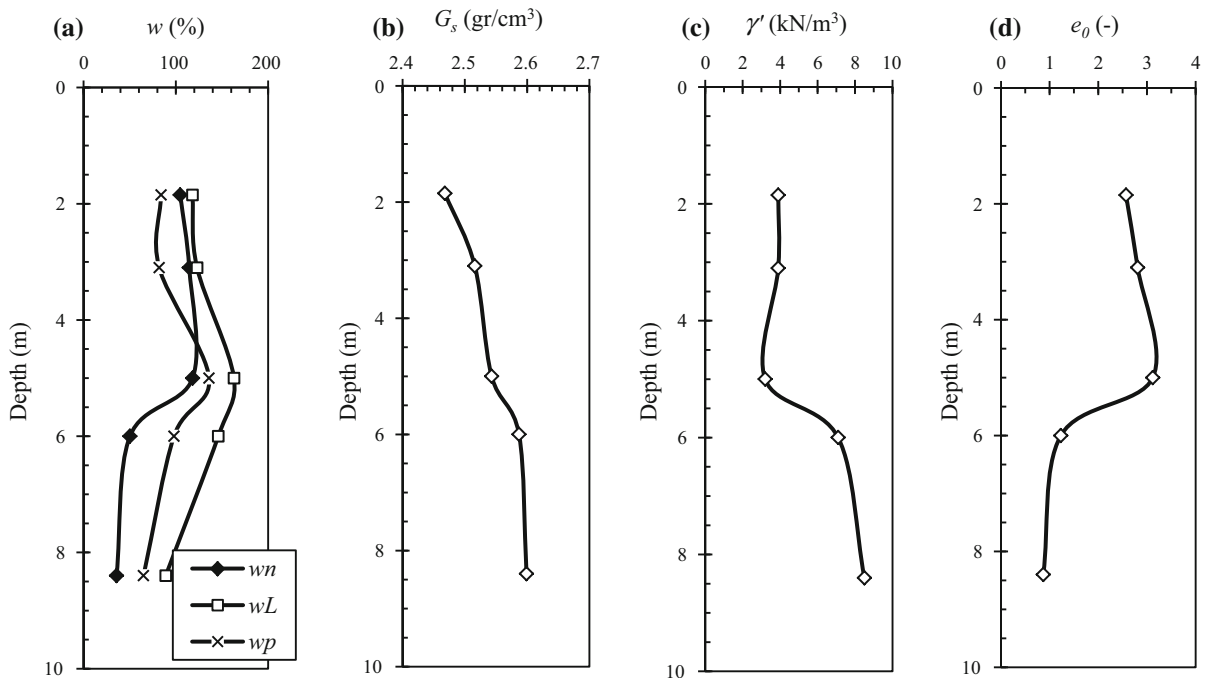 (a) w (%)
0 100 200
0
2
4
6
8
10
Depth (m)
wn
wL
wp
(b) Gs (gr/cm³)
2.4 2.5 2.6 2.7
0
2
4
6
8
10
Depth (m)
(c) γ' (kN/m³)
0 2 4 6 8 10
0
2
4
6
8
10
Depth (m)
(d) e0 (-)
0 1 2 3 4
0
2
4
6
8
10
Depth (m)